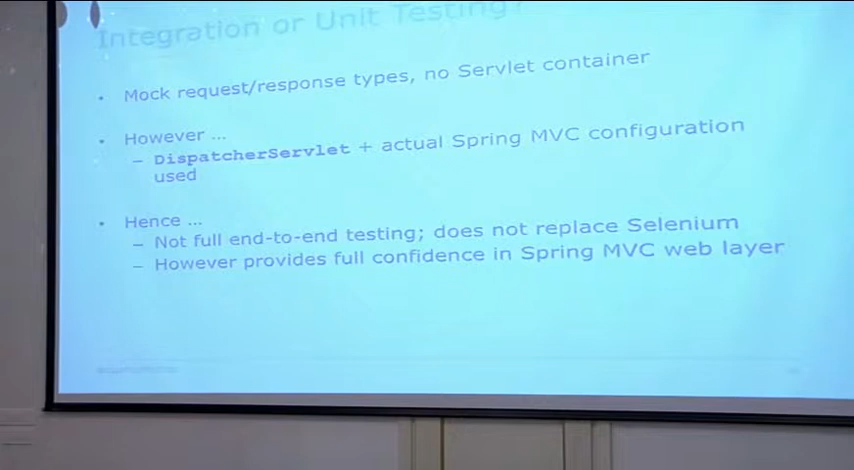 Integration or Unit Testing?
• Mock request/response types, no Servlet container
• However ...
– DispatcherServlet + actual Spring MVC configuration
used
• Hence ...
– Not full end-to-end testing; does not replace Selenium
– However provides full confidence in Spring MVC web layer